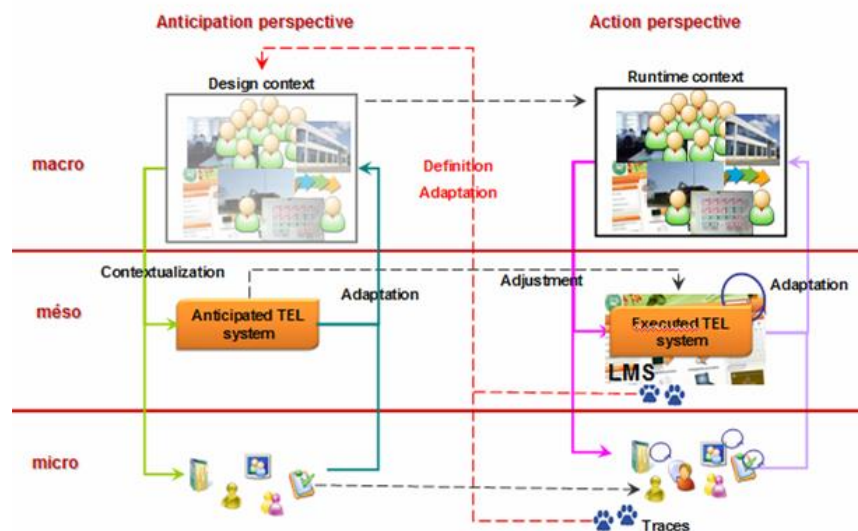 Anticipation perspective
Action perspective
Design context
Runtime context
macro
Definition
Adaptation
Contextualization
Adaptation
Adjustment
Adaptation
méso
Anticipated TEL
system
Executed TEL
system
LMS
micro
Traces